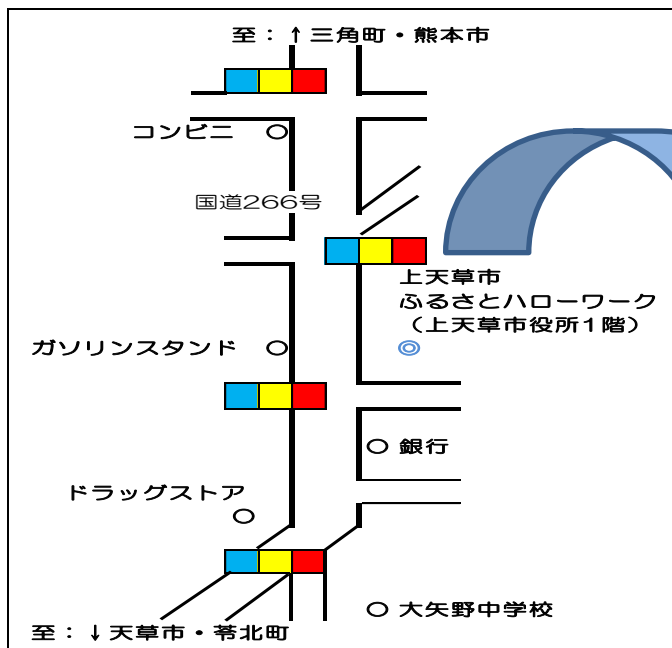 至：↑三角町・熊本市
コンビニ
国道266号
上天草市
ふるさとハローワーク
（上天草市役所1階）
ガソリンスタンド
銀行
ドラッグストア
大矢野中学校
至：↓天草市・苓北町